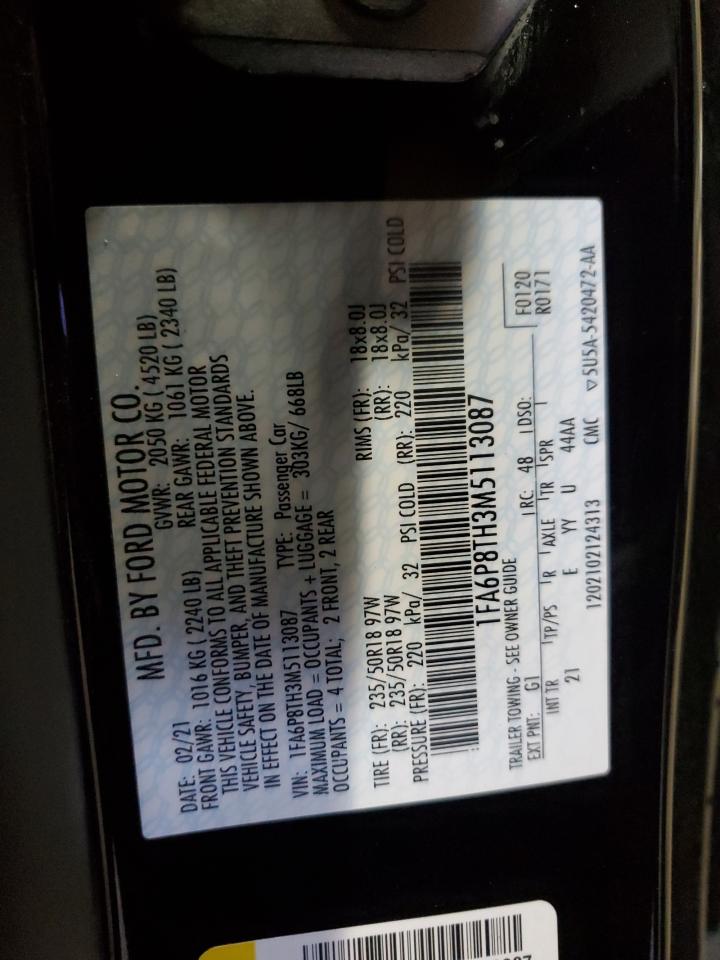 MFD. BY FORD MOTOR CO.
DATE: 02/21 GVWR: 2050 KG ( 4520 LB)
FRONT GAWR: 1016 KG ( 2240 LB) REAR GAWR: 1061 KG ( 2340 LB)
THIS VEHICLE CONFORMS TO ALL APPLICABLE FEDERAL MOTOR
VEHICLE SAFETY, BUMPER, AND THEFT PREVENTION STANDARDS
IN EFFECT ON THE DATE OF MANUFACTURE SHOWN ABOVE.
VIN: 1FA6P8TH3M5113087 TYPE: Passenger Car
MAXIMUM LOAD = OCCUPANTS + LUGGAGE = 303KG/ 668LB
OCCUPANTS = 4 TOTAL; 2 FRONT, 2 REAR
TIRE (FR): 235/50R18 97W RIMS (FR): 18x8.0J
(RR): 235/50R18 97W (RR): 18x8.0J
PRESSURE (FR): 220 kPa/ 32 PSI COLD (RR): 220 kPa/ 32 PSI COLD
1FA6P8TH3M5113087
TRAILER TOWING - SEE OWNER GUIDE F0120
EXT PNT: G1 RC: 48 DSO: R0171
INT TR TP/PS R AXLE TR SPR
21 E YY U 44AA
1202102124313 CMC 5U5A-5420472-AA